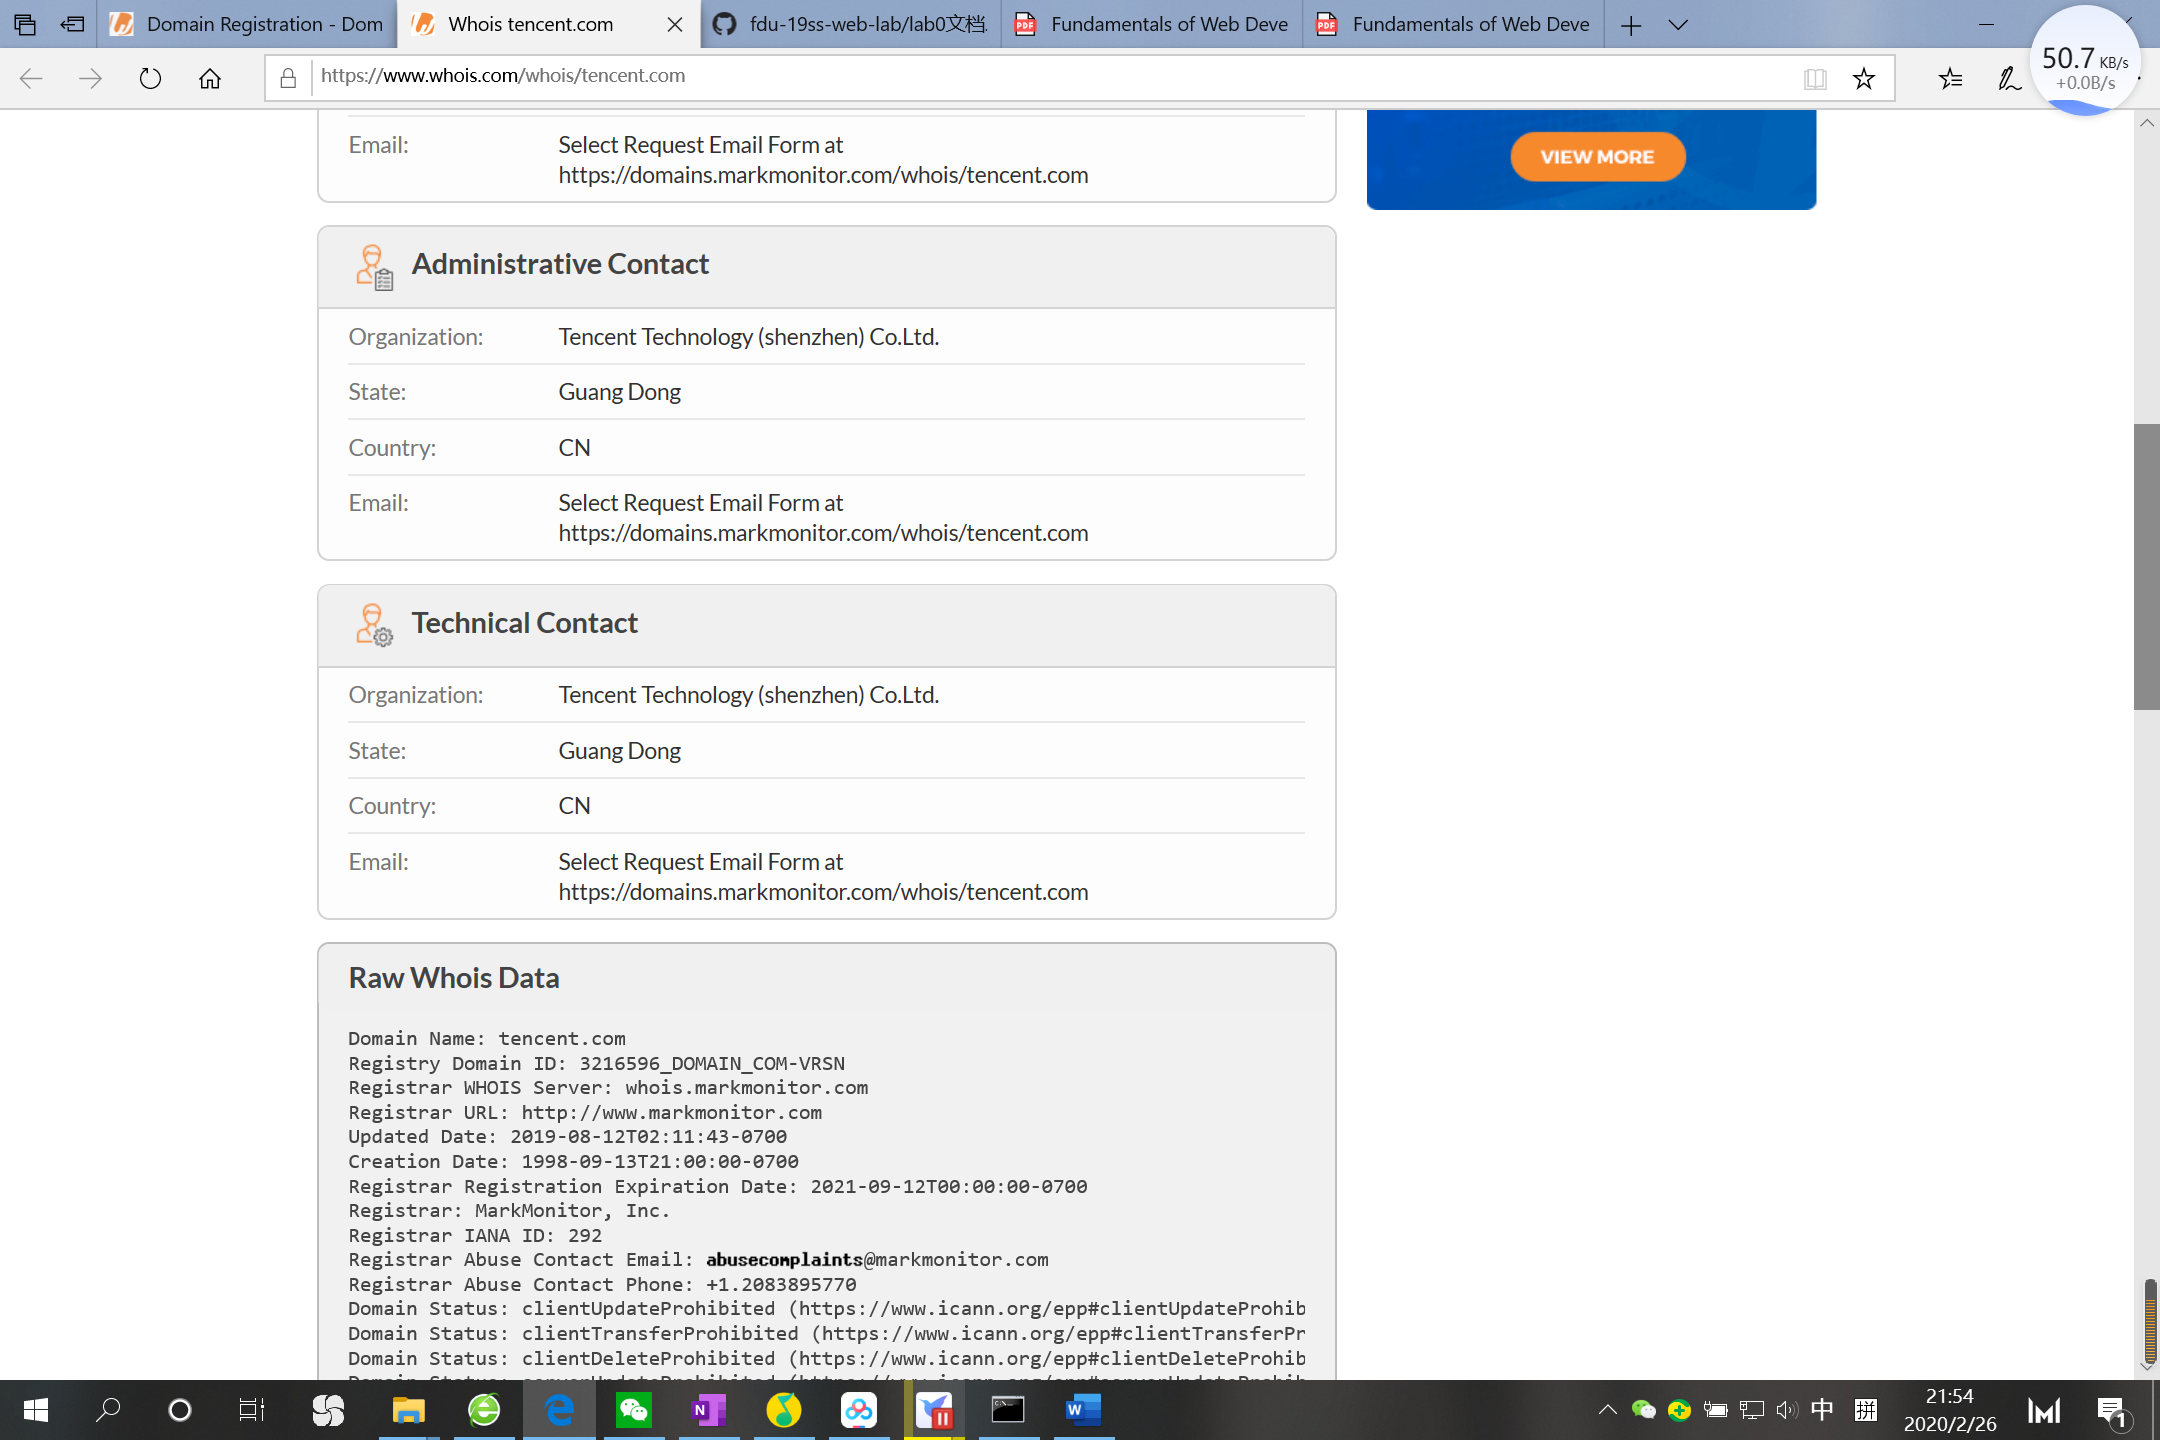 Domain Registration - Dom
Whois tencent.com
fdu-19ss-web-lab/lab0文档.
Fundamentals of Web Deve
Fundamentals of Web Deve
https://www.whois.com/whois/tencent.com
50.7 KB/s
+0.0B/s
Email:
Select Request Email Form at
https://domains.markmonitor.com/whois/tencent.com
VIEW MORE
Administrative Contact
Organization:
Tencent Technology (shenzhen) Co.Ltd.
State:
Guang Dong
Country:
CN
Email:
Select Request Email Form at
https://domains.markmonitor.com/whois/tencent.com
Technical Contact
Organization:
Tencent Technology (shenzhen) Co.Ltd.
State:
Guang Dong
Country:
CN
Email:
Select Request Email Form at
https://domains.markmonitor.com/whois/tencent.com
Raw Whois Data
Domain Name: tencent.com
Registry Domain ID: 3216596_DOMAIN_COM-VRSN
Registrar WHOIS Server: whois.markmonitor.com
Registrar URL: http://www.markmonitor.com
Updated Date: 2019-08-12T02:11:43-0700
Creation Date: 1998-09-13T21:00:00-0700
Registrar Registration Expiration Date: 2021-09-12T00:00:00-0700
Registrar: MarkMonitor, Inc.
Registrar IANA ID: 292
Registrar Abuse Contact Email: abusecomplaints@markmonitor.com
Registrar Abuse Contact Phone: +1.2083895770
Domain Status: clientUpdateProhibited (https://www.icann.org/epp#clientUpdateProhib
Domain Status: clientTransferProhibited (https://www.icann.org/epp#clientTransferPr
Domain Status: clientDeleteProhibited (https://www.icann.org/epp#clientDeleteProhib
中
拼
21:54
2020/2/26
1